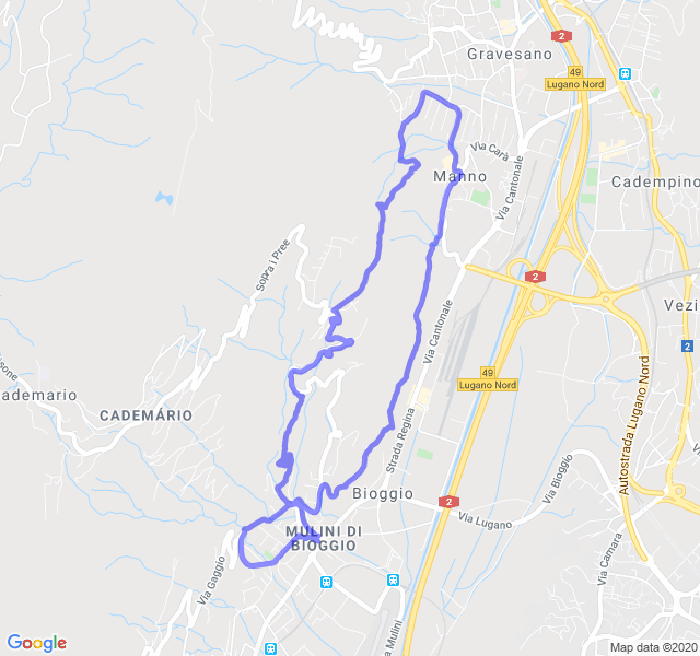 2
Gravesano
49
Lugano Nord
Via Carà
Manno
Via Cantonale
Cadempino
Sopra i Pree
2
Vezi
Via Cantonale
2
49
Lugano Nord
isone
ademario
CADEMÁRIO
Autostrada Lugano Nord
Strada Regina
Bioggio
2
Via Lugano
Via Bioggio
MULINI DI
BIOGGIO
Via Camara
Via Gaggio
a Mulini
Google
Map data ©2020